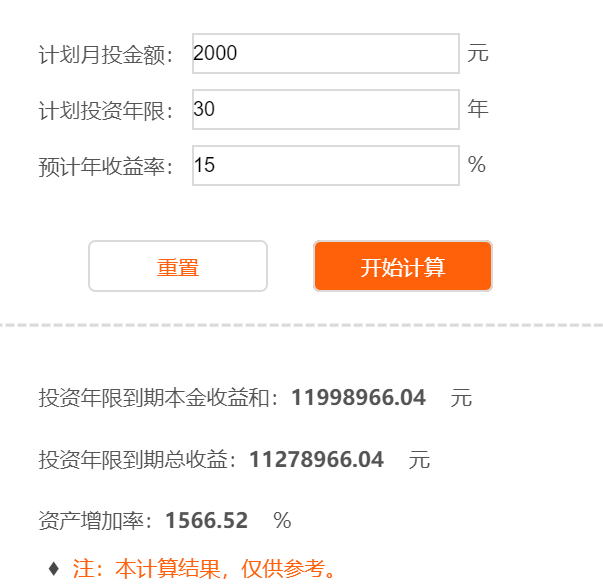 计划月投金额： 2000 元
计划投资年限： 30 年
预计年收益率： 15 %
重置 开始计算
投资年限到期本金收益和：11998966.04 元
投资年限到期总收益：11278966.04 元
资产增加率：1566.52 %
♦ 注：本计算结果，仅供参考。